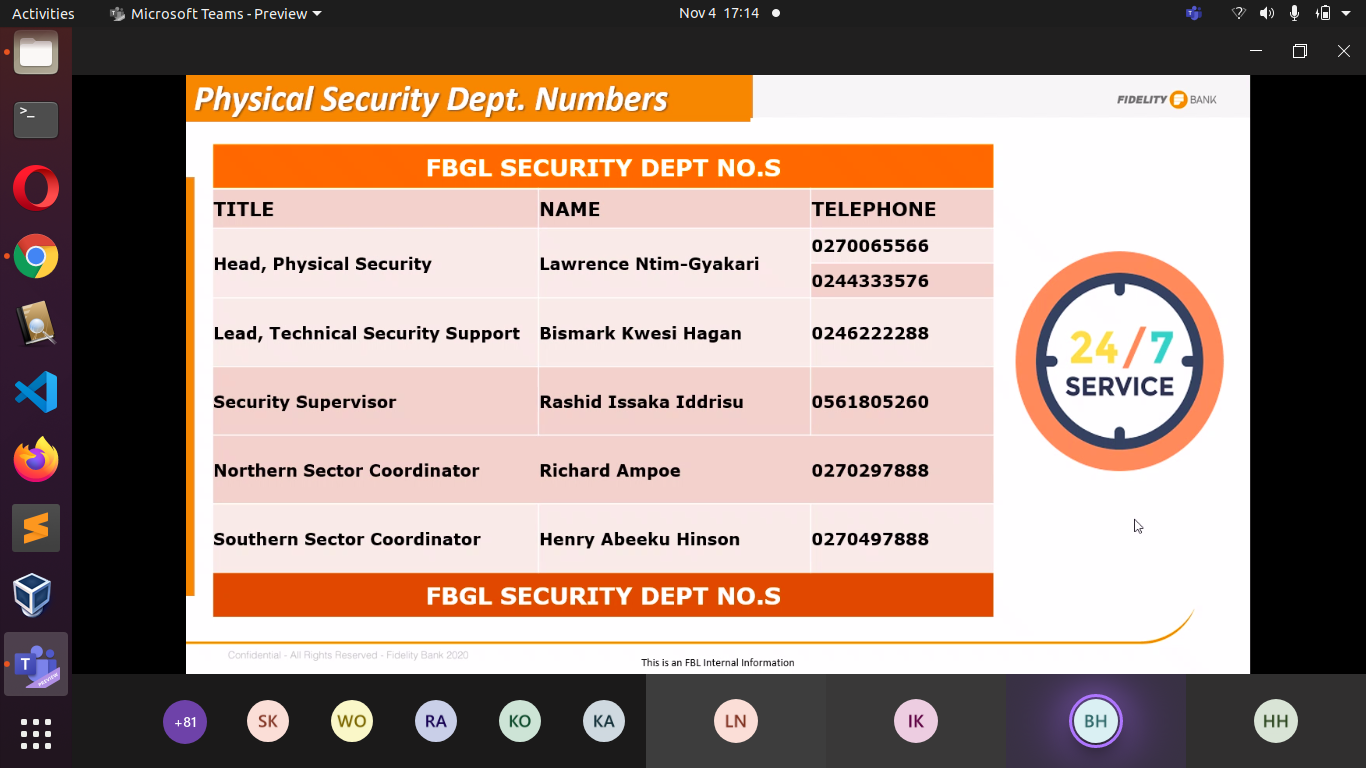 Activities
Microsoft Teams - Preview
Nov 4 17:14
Physical Security Dept. Numbers
FIDELITY BANK
FBGL SECURITY DEPT NO.S
TITLE NAME TELEPHONE
Head, Physical Security Lawrence Ntim-Gyakari 0270065566
0244333576
Lead, Technical Security Support Bismark Kwesi Hagan 0246222288
Security Supervisor Rashid Issaka Iddrisu 0561805260
Northern Sector Coordinator Richard Ampoe 0270297888
Southern Sector Coordinator Henry Abeeku Hinson 0270497888
FBGL SECURITY DEPT NO.S
24/7
SERVICE
Confidential - All Rights Reserved - Fidelity Bank 2020
This is an FBL Internal Information
+81 SK WO RA KO KA LN IK BH HH
T
PREVIEW